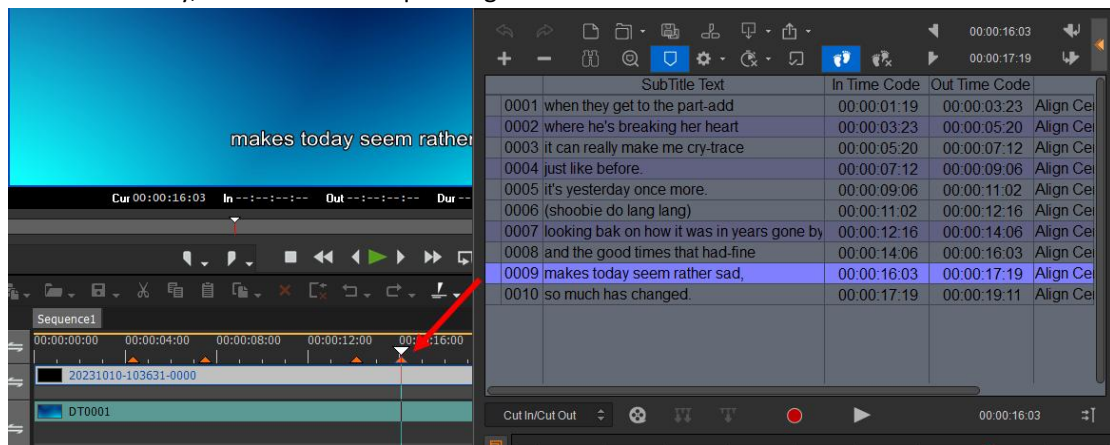 makes today seem rather
Cur 00:00:16:03 In --:--:--:-- Out --:--:--:-- Dur --
Sequence1
00:00:00:00 00:00:04:00 00:00:08:00 00:00:12:00 00:00:16:00
20231010-103631-0000
DT0001
00:00:16:03
00:00:17:19
SubTitle Text In Time Code Out Time Code
0001 when they get to the part-add 00:00:01:19 00:00:03:23 Align Cei
0002 where he's breaking her heart 00:00:03:23 00:00:05:20 Align Cei
0003 it can really make me cry-trace 00:00:05:20 00:00:07:12 Align Cei
0004 just like before. 00:00:07:12 00:00:09:06 Align Cei
0005 it's yesterday once more. 00:00:09:06 00:00:11:02 Align Cei
0006 (shoobie do lang lang) 00:00:11:02 00:00:12:16 Align Cei
0007 looking bak on how it was in years gone by 00:00:12:16 00:00:14:06 Align Cei
0008 and the good times that had-fine 00:00:14:06 00:00:16:03 Align Cei
0009 makes today seem rather sad, 00:00:16:03 00:00:17:19 Align Cei
0010 so much has changed. 00:00:17:19 00:00:19:11 Align Cei
Cut In/Cut Out 00:00:16:03